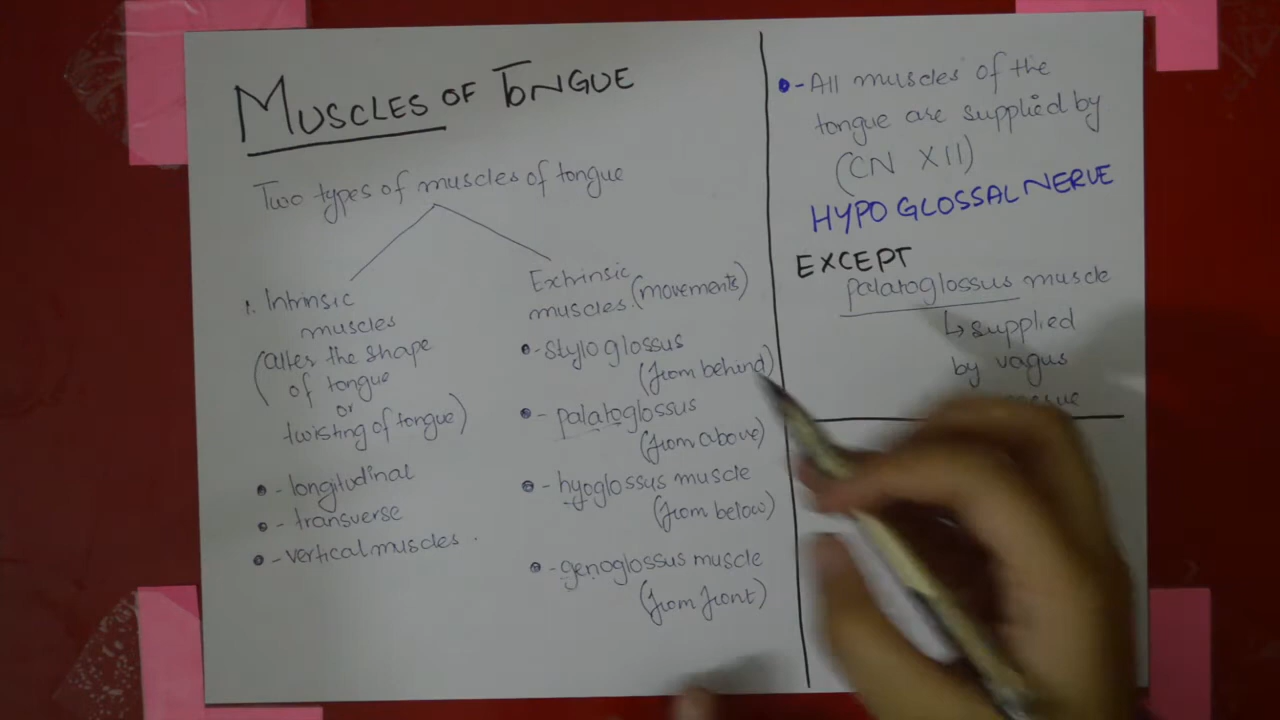 MUSCLES OF TONGUE
Two types of muscles of tongue
1. Intrinsic
muscles
(alter the shape
of tongue
or
twisting of tongue)
- longitudinal
- transverse
- vertical muscles.
Extrinsic
muscles. (movements)
- styloglossus
(from behind)
- palatoglossus
(from above)
- hyoglossus muscle
(from below)
- genoglossus muscle
(from front)
- All muscles of the
tongue are supplied by
(CN XII)
HYPOGLOSSAL NERVE
EXCEPT
palatoglossus muscle
↳ supplied
by vagus